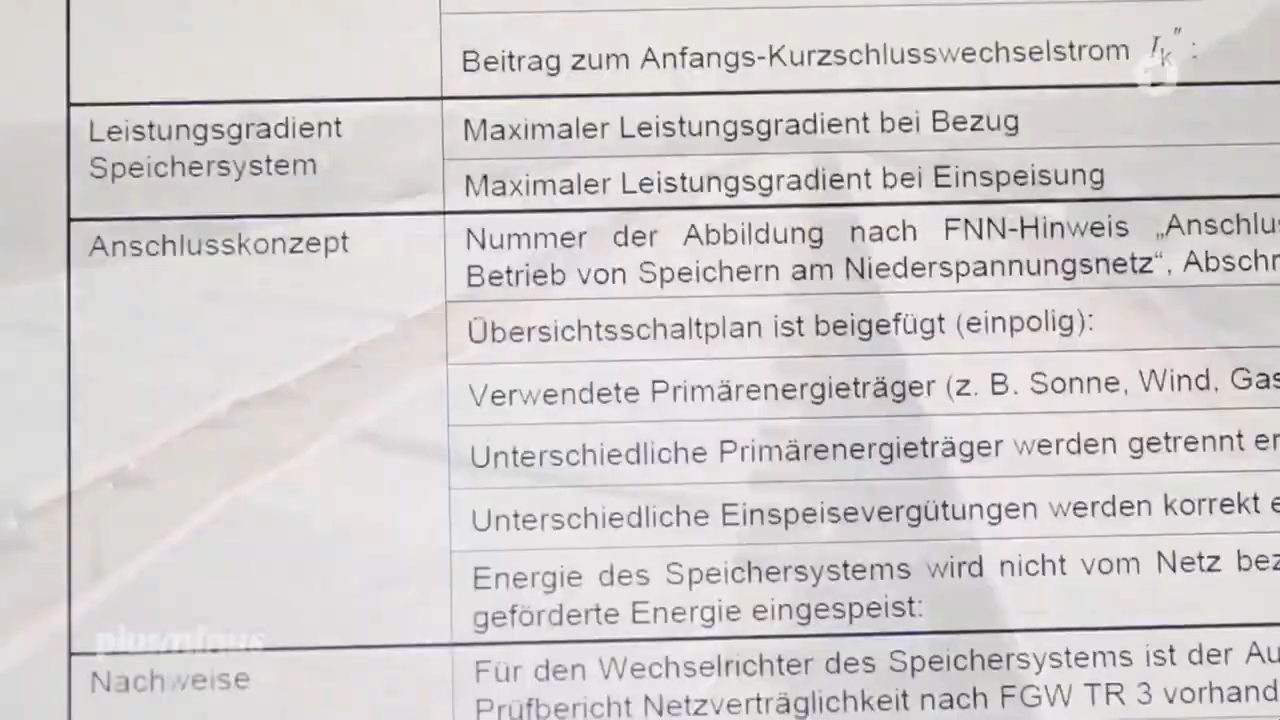 Beitrag zum Anfangs-Kurzschlusswechselstrom I"k :
Leistungsgradient
Speichersystem
Maximaler Leistungsgradient bei Bezug
Maximaler Leistungsgradient bei Einspeisung
Anschlusskonzept
Nummer der Abbildung nach FNN-Hinweis „Anschlu
Betrieb von Speichern am Niederspannungsnetz“, Abschn
Übersichtsschaltplan ist beigefügt (einpolig):
Verwendete Primärenergieträger (z. B. Sonne, Wind, Gas
Unterschiedliche Primärenergieträger werden getrennt er
Unterschiedliche Einspeisevergütungen werden korrekt e
Energie des Speichersystems wird nicht vom Netz bez
geförderte Energie eingespeist:
plusminus
Nachweise
Für den Wechselrichter des Speichersystems ist der Au
Prüfbericht Netzverträglichkeit nach FGW TR 3 vorhand